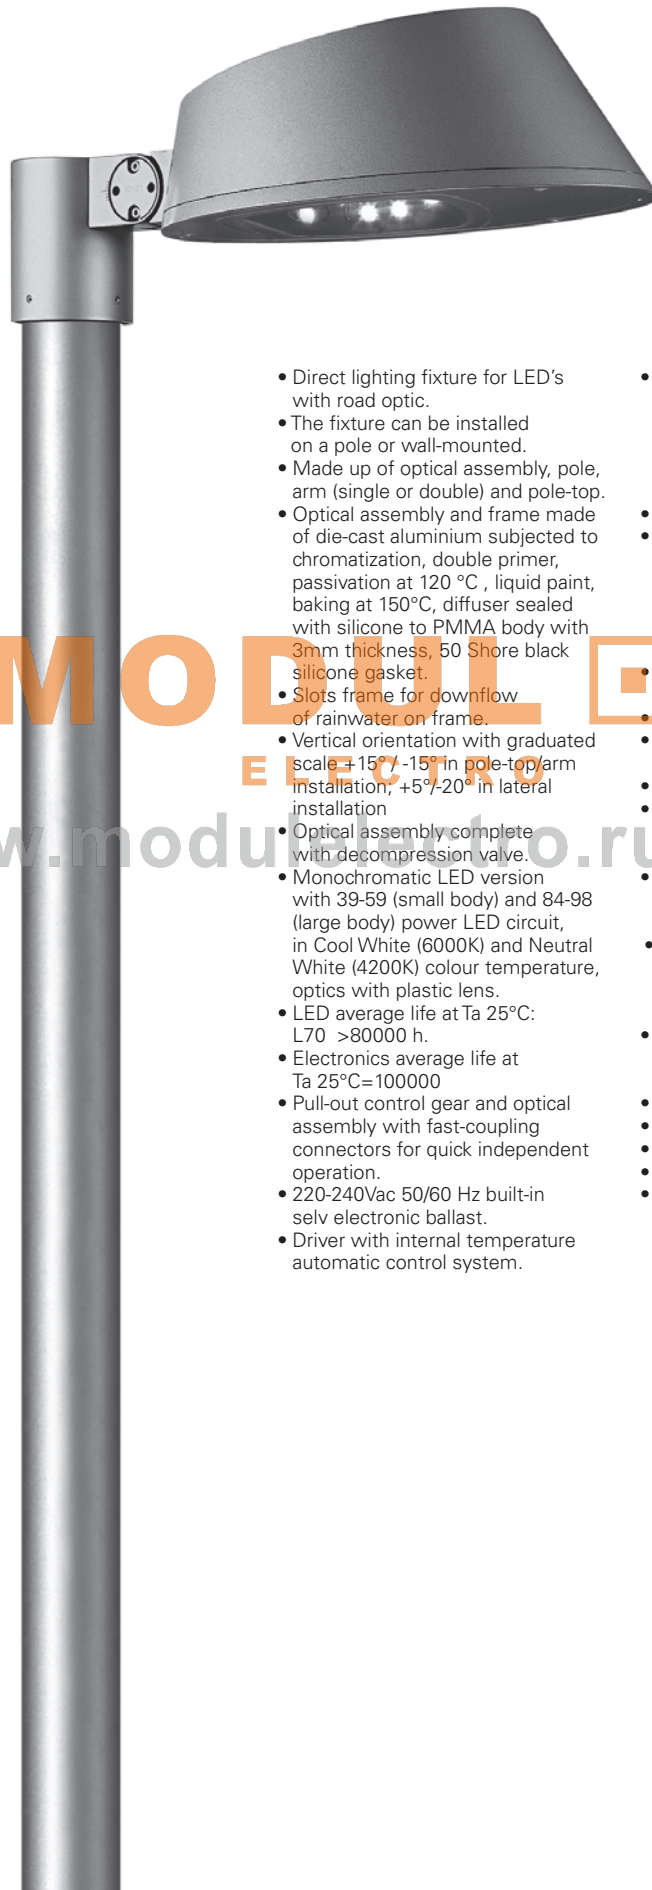 • Direct lighting fixture for LED's
with road optic.
• The fixture can be installed
on a pole or wall-mounted.
• Made up of optical assembly, pole,
arm (single or double) and pole-top.
• Optical assembly and frame made
of die-cast aluminium subjected to
chromatization, double primer,
passivation at 120 °C , liquid paint,
baking at 150°C, diffuser sealed
with silicone to PMMA body with
3mm thickness, 50 Shore black
silicone gasket.
• Slots frame for downflow
of rainwater on frame.
• Vertical orientation with graduated
scale +15° / -15° in pole-top/arm
installation; +5°/-20° in lateral
installation
• Optical assembly complete
with decompression valve.
• Monochromatic LED version
with 39-59 (small body) and 84-98
(large body) power LED circuit,
in Cool White (6000K) and Neutral
White (4200K) colour temperature,
optics with plastic lens.
• LED average life at Ta 25°C:
L70 >80000 h.
• Electronics average life at
Ta 25°C=100000
• Pull-out control gear and optical
assembly with fast-coupling
connectors for quick independent
operation.
• 220-240Vac 50/60 Hz built-in
selv electronic ballast.
• Driver with internal temperature
automatic control system.
MODUL
ELECTRO
w.modulelectro.ru